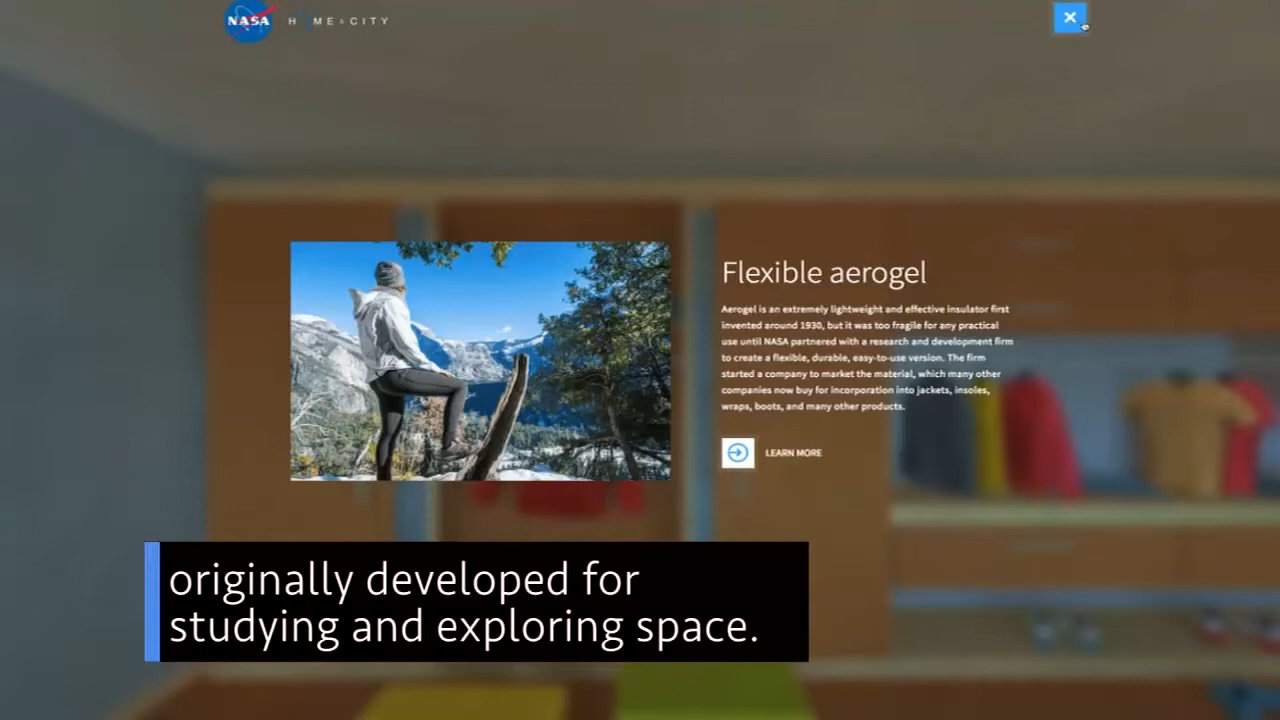 NASA HOME & CITY
Flexible aerogel
Aerogel is an extremely lightweight and effective insulator first
invented around 1930, but it was too fragile for any practical
use until NASA partnered with a research and development firm
to create a flexible, durable, easy-to-use version. The firm
started a company to market the material, which many other
companies now buy for incorporation into jackets, insoles,
wraps, boots, and many other products.
LEARN MORE
originally developed for
studying and exploring space.